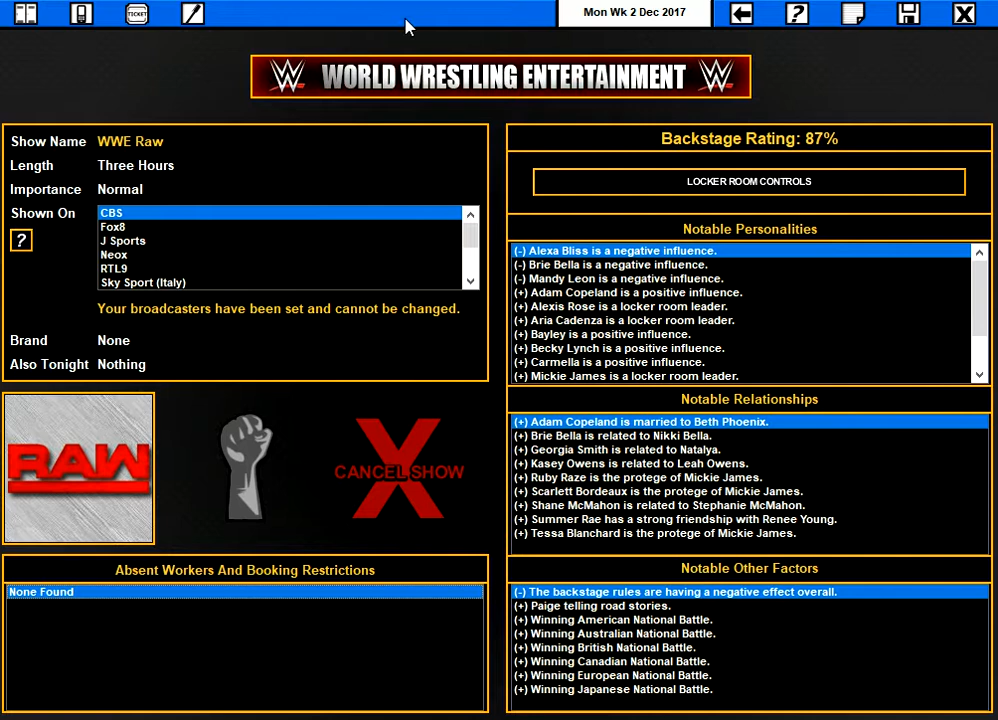 TICKET
Mon Wk 2 Dec 2017
?
X
W WORLD WRESTLING ENTERTAINMENT W
Show Name WWE Raw
Length Three Hours
Importance Normal
Shown On CBS
Fox8
?
J Sports
Neox
RTL9
Sky Sport (Italy)
Your broadcasters have been set and cannot be changed.
Brand None
Also Tonight Nothing
RAW
CANCEL SHOW
Absent Workers And Booking Restrictions
None Found
Backstage Rating: 87%
LOCKER ROOM CONTROLS
Notable Personalities
(-) Alexa Bliss is a negative influence.
(-) Brie Bella is a negative influence.
(-) Mandy Leon is a negative influence.
(+) Adam Copeland is a positive influence.
(+) Alexis Rose is a locker room leader.
(+) Aria Cadenza is a locker room leader.
(+) Bayley is a positive influence.
(+) Becky Lynch is a positive influence.
(+) Carmella is a positive influence.
(+) Mickie James is a locker room leader.
Notable Relationships
(+) Adam Copeland is married to Beth Phoenix.
(+) Brie Bella is related to Nikki Bella.
(+) Georgia Smith is related to Natalya.
(+) Kasey Owens is related to Leah Owens.
(+) Ruby Raze is the protege of Mickie James.
(+) Scarlett Bordeaux is the protege of Mickie James.
(+) Shane McMahon is related to Stephanie McMahon.
(+) Summer Rae has a strong friendship with Renee Young.
(+) Tessa Blanchard is the protege of Mickie James.
Notable Other Factors
(-) The backstage rules are having a negative effect overall.
(+) Paige telling road stories.
(+) Winning American National Battle.
(+) Winning Australian National Battle.
(+) Winning British National Battle.
(+) Winning Canadian National Battle.
(+) Winning European National Battle.
(+) Winning Japanese National Battle.